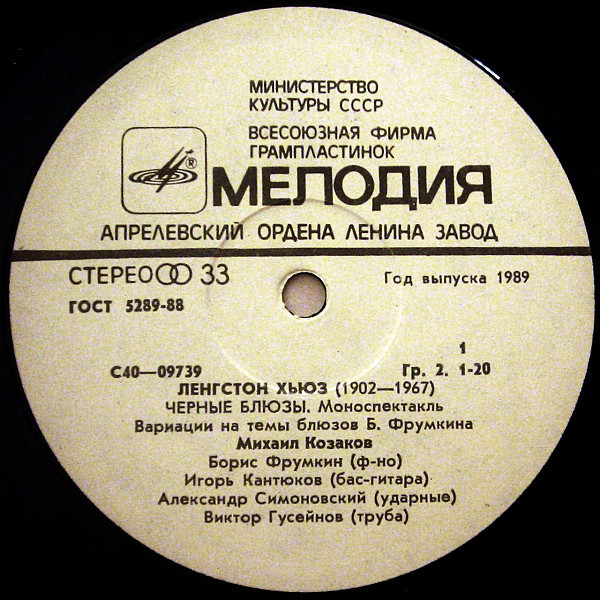 МИНИСТЕРСТВО
КУЛЬТУРЫ СССР
ВСЕСОЮЗНАЯ ФИРМА
ГРАМПЛАСТИНОК
®
МЕЛОДИЯ
АПРЕЛЕВСКИЙ ОРДЕНА ЛЕНИНА ЗАВОД
СТЕРЕО 33
Год выпуска 1989
ГОСТ 5289-88
1
С40—09739
Гр. 2. 1-20
ЛЕНГСТОН ХЬЮЗ (1902—1967)
ЧЕРНЫЕ БЛЮЗЫ. Моноспектакль
Вариации на темы блюзов Б. Фрумкина
Михаил Козаков
Борис Фрумкин (ф-но)
Игорь Кантюков (бас-гитара)
Александр Симоновский (ударные)
Виктор Гусейнов (труба)